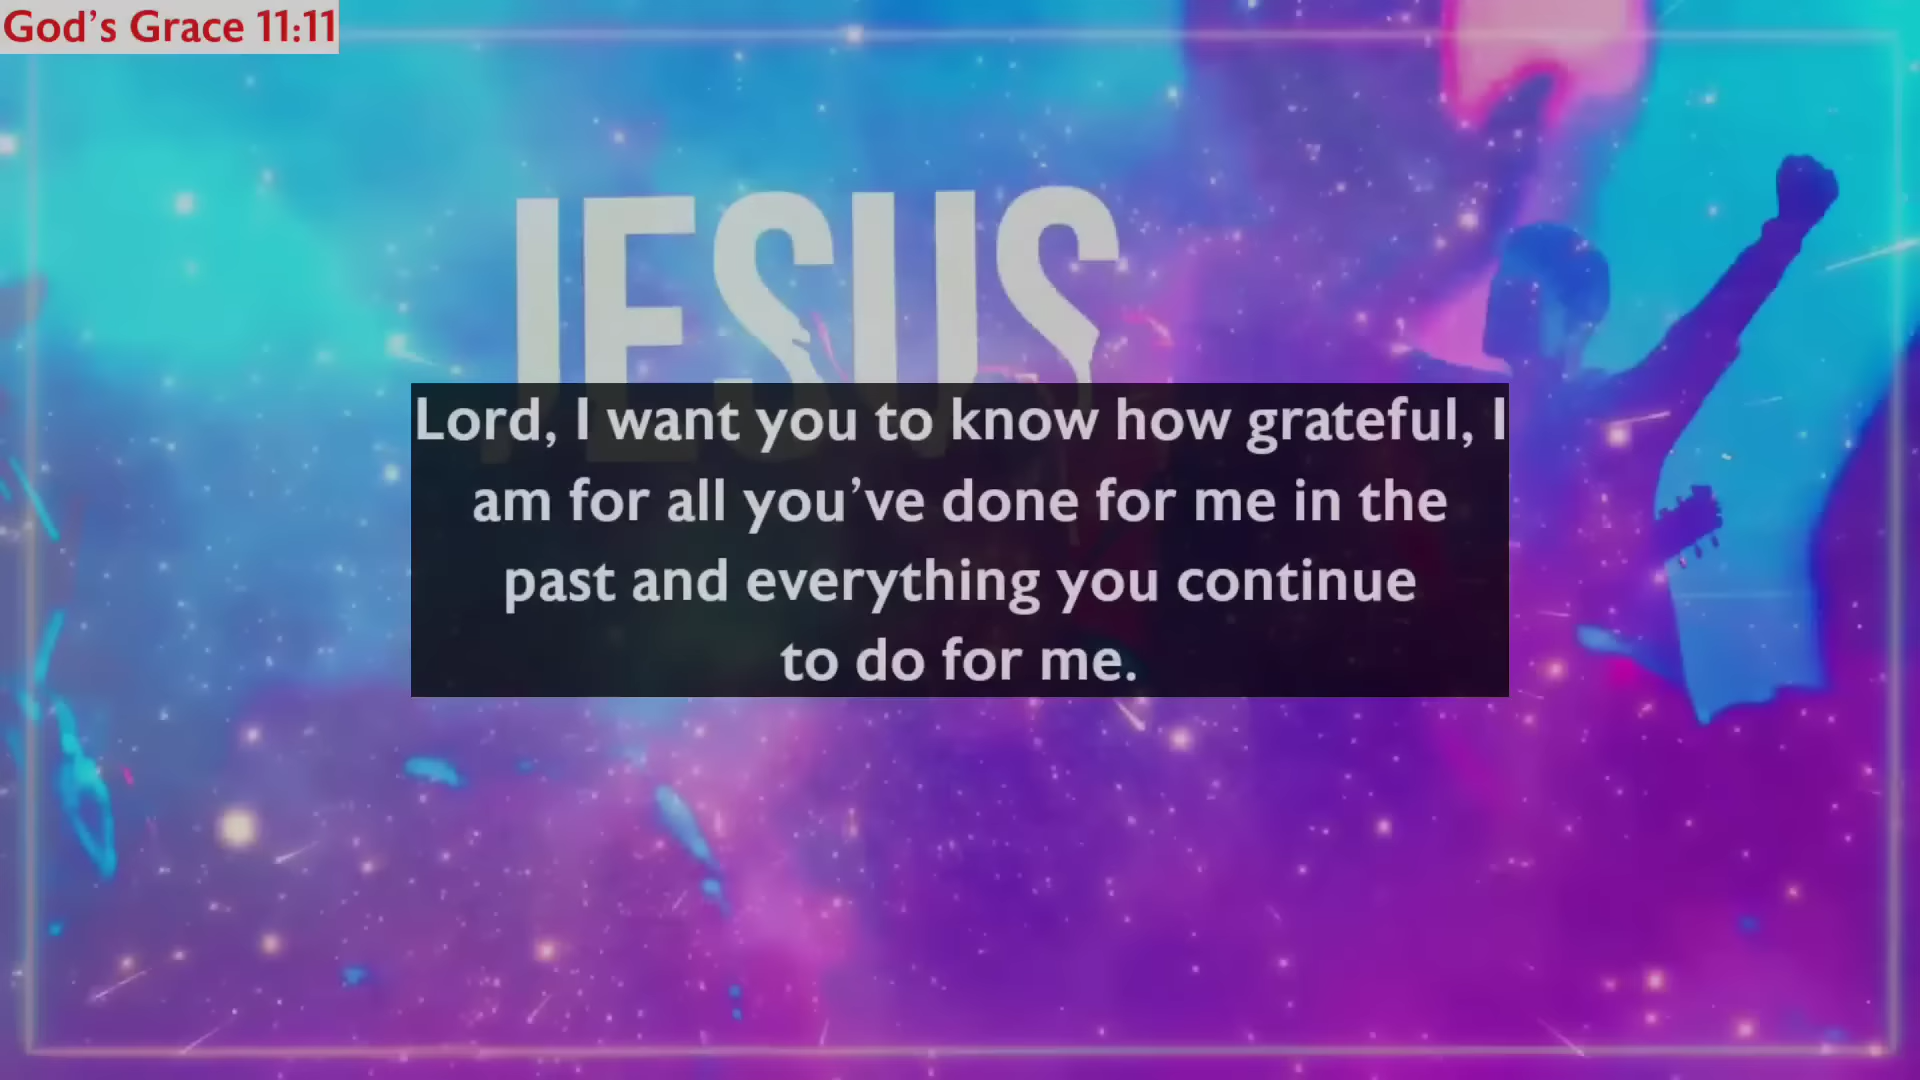 God's Grace 11:11
JESUS
Lord, I want you to know how grateful, I
am for all you've done for me in the
past and everything you continue
to do for me.